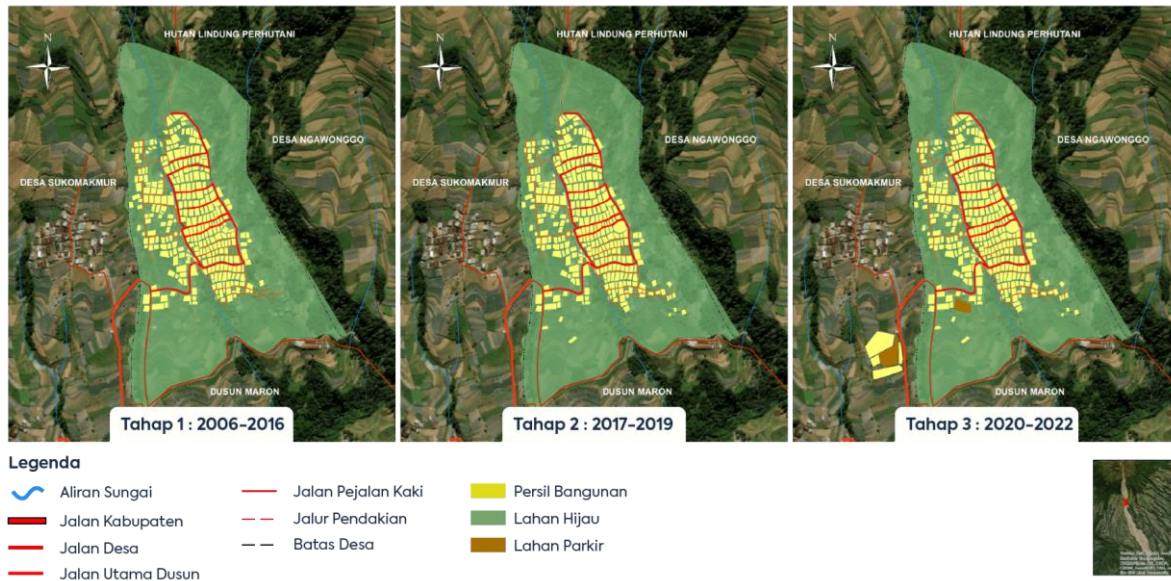 HUTAN LINDUNG PERHUTANI
N
DESA NGAWONGGO
DESA SUKOMAKMUR
DUSUN MARON
Tahap 1 : 2006-2016
HUTAN LINDUNG PERHUTANI
N
DESA NGAWONGGO
DESA SUKOMAKMUR
DUSUN MARON
Tahap 2 : 2017-2019
HUTAN LINDUNG PERHUTANI
N
DESA NGAWONGGO
DESA SUKOMAKMUR
DUSUN MARON
Tahap 3 : 2020-2022
Legenda
Aliran Sungai
Jalan Kabupaten
Jalan Desa
Jalan Utama Dusun
Jalan Pejalan Kaki
Jalur Pendakian
Batas Desa
Persil Bangunan
Lahan Hijau
Lahan Parkir